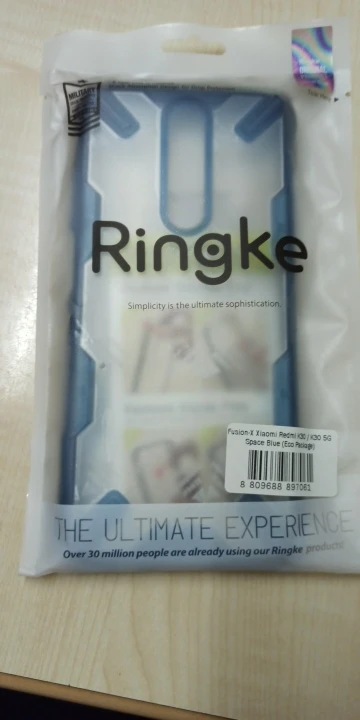 MILITARY
Ringke
Simplicity is the ultimate sophistication.
Fusion-X Xiaomi Redmi K30 / K30 5G
Space Blue (Eco Package)
8 809688 897061
THE ULTIMATE EXPERIENCE
Over 30 million people are already using our Ringke products!